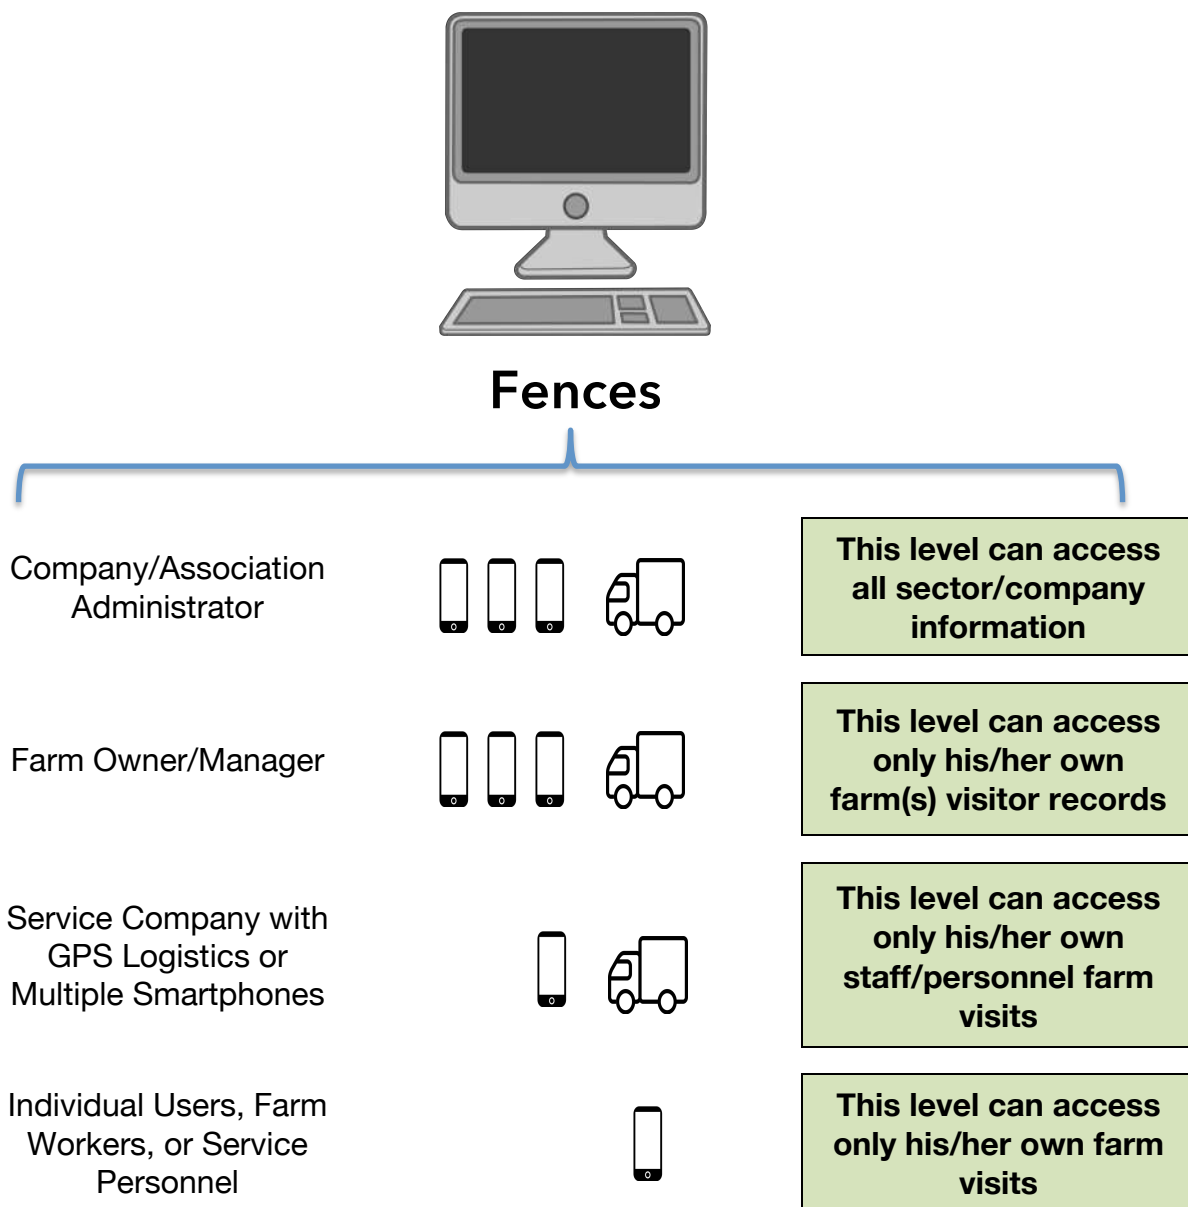 Fences
Company/Association
Administrator
This level can access
all sector/company
information
Farm Owner/Manager
This level can access
only his/her own
farm(s) visitor records
Service Company with
GPS Logistics or
Multiple Smartphones
This level can access
only his/her own
staff/personnel farm
visits
Individual Users, Farm
Workers, or Service
Personnel
This level can access
only his/her own farm
visits